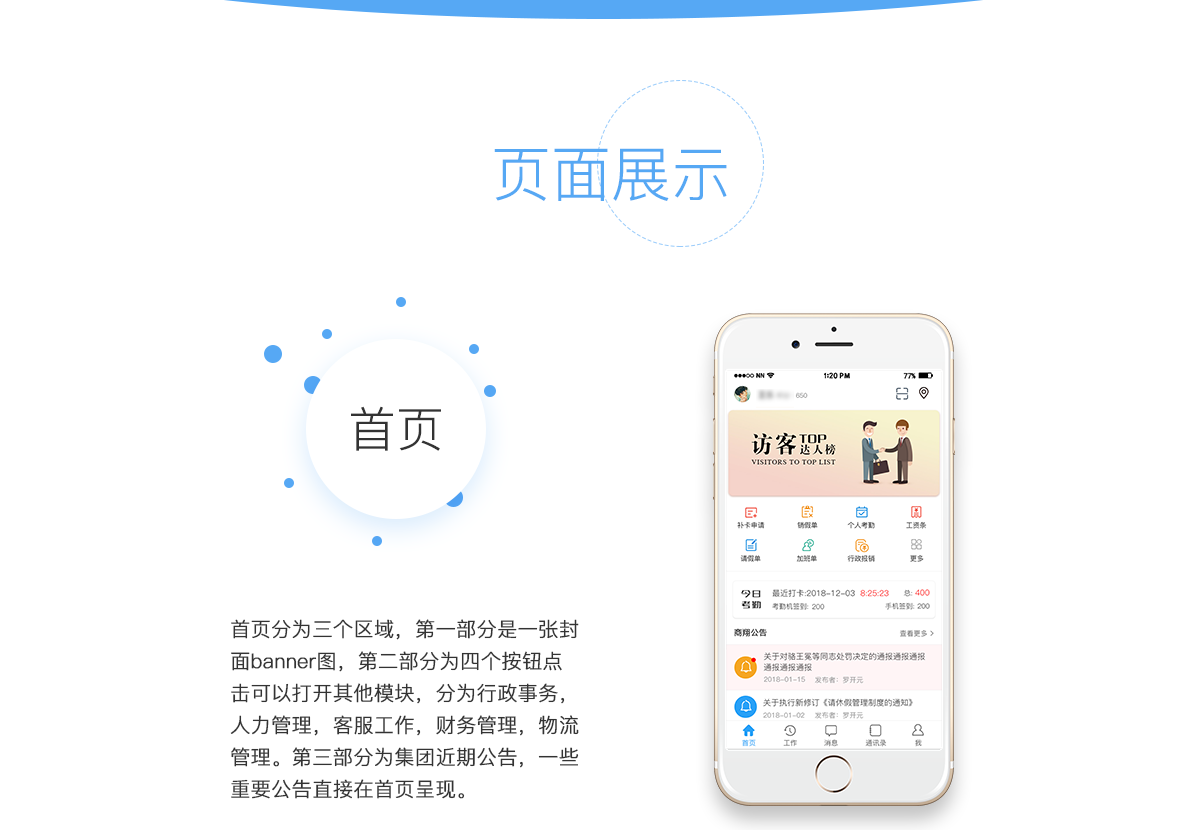 页面展示
首页
首页分为三个区域，第一部分是一张封
面banner图，第二部分为四个按钮点
击可以打开其他模块，分为行政事务，
人力管理，客服工作，财务管理，物流
管理。第三部分为集团近期公告，一些
重要公告直接在首页呈现。
NN 1:20 PM 77%
850
访客TOP达人榜
VISITORS TO TOP LIST
补卡申请 销假单 个人考勤 工资条
请假单 加班单 行政报销 更多
今日考勤
最近打卡:2018-12-03 8:25:23 总: 400
考勤机签到: 200 手机签到: 200
商翔公告 查看更多 >
关于对骆王冕等同志处罚决定的通报通报通报
通报通报通报
2018-01-15 发布者：罗开元
关于执行新修订《请休假管理制度的通知》
2018-01-02 发布者：罗开元
首页 工作 消息 通讯录 我